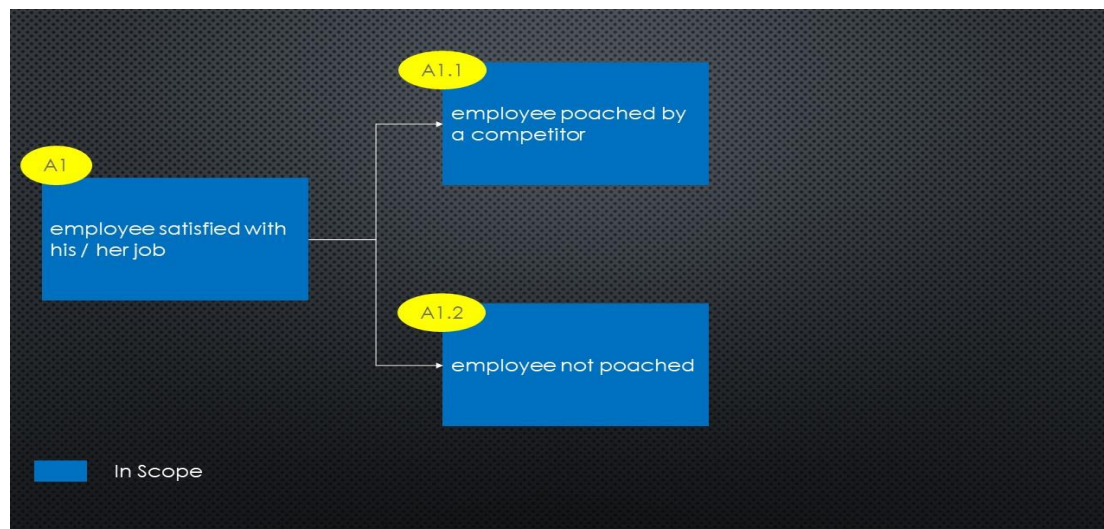 A1.1
employee poached by
a competitor
A1
employee satisfied with
his / her job
A1.2
employee not poached
In Scope